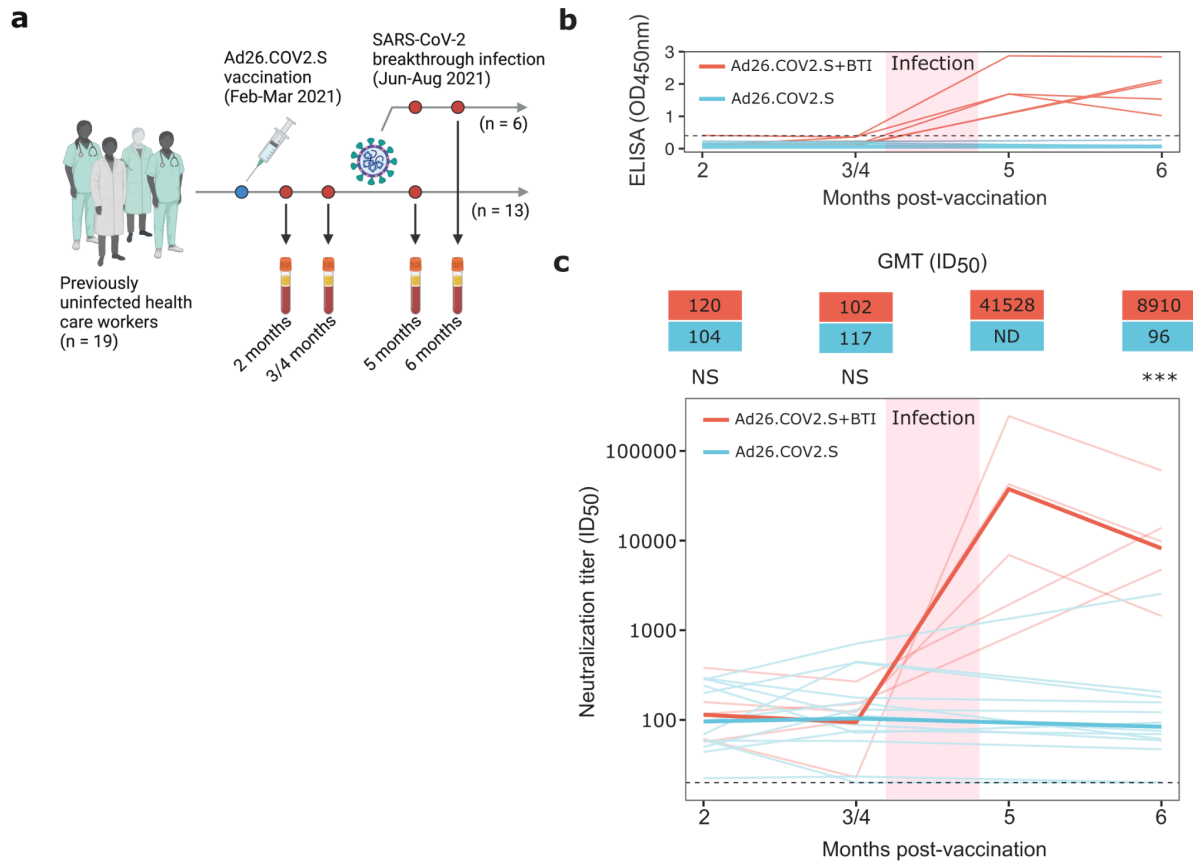 a
Ad26.COV2.S
vaccination
(Feb-Mar 2021)
SARS-CoV-2
breakthrough infection
(Jun-Aug 2021)
(n = 6)
(n = 13)
Previously
uninfected health
care workers
(n = 19)
2 months
3/4 months
5 months
6 months
b
ELISA (OD450nm)
3
2
1
0
Ad26.COV2.S+BTI
Infection
Ad26.COV2.S
2
3/4
5
6
Months post-vaccination
c
GMT (ID50)
120
102
41528
8910
104
117
ND
96
NS
NS
***
Ad26.COV2.S+BTI
Infection
Ad26.COV2.S
Neutralization titer (ID50)
100000
10000
1000
100
2
3/4
5
6
Months post-vaccination